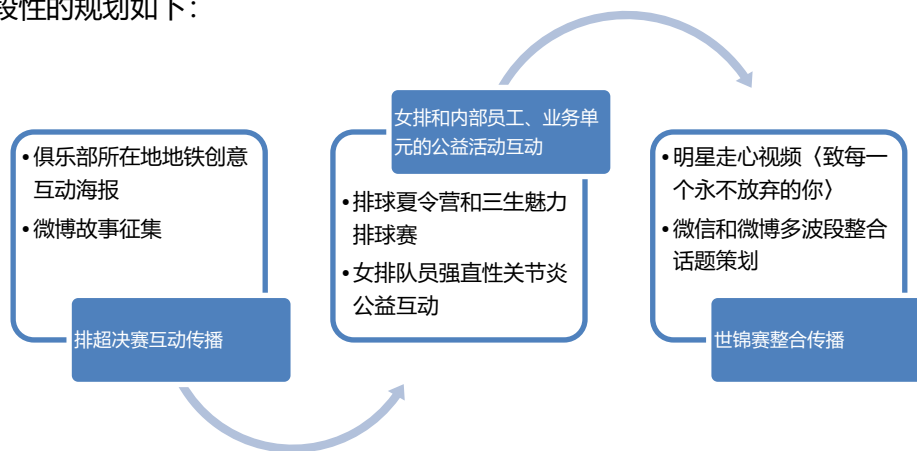 段性的规划如下：
• 俱乐部所在地地铁创意
互动海报
• 微博故事征集
排超决赛互动传播
女排和内部员工、业务单
元的公益活动互动
• 排球夏令营和三生魅力
排球赛
• 女排队员强直性关节炎
公益互动
• 明星走心视频〈致每一
个永不放弃的你〉
• 微信和微博多波段整合
话题策划
世锦赛整合传播